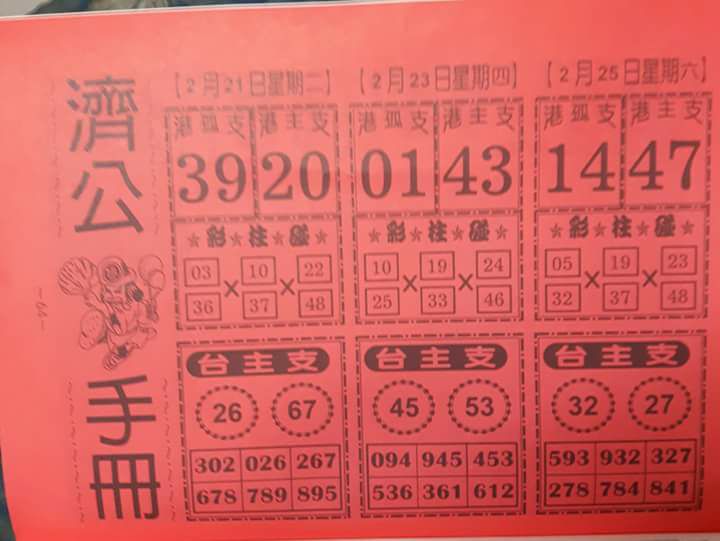 濟公手冊
－64－
【2月21日星期二】
港孤支 港主支
39 20
★彩★柱★碰★
03 10 22
× ×
36 37 48
台主支
26 67
302 026 267
678 789 895
【2月23日星期四】
港孤支 港主支
01 43
★彩★柱★碰★
10 19 24
× ×
25 33 46
台主支
45 53
094 945 453
536 361 612
【2月25日星期六】
港孤支 港主支
14 47
★彩★柱★碰★
05 19 23
× ×
32 37 48
台主支
32 27
593 932 327
278 784 841